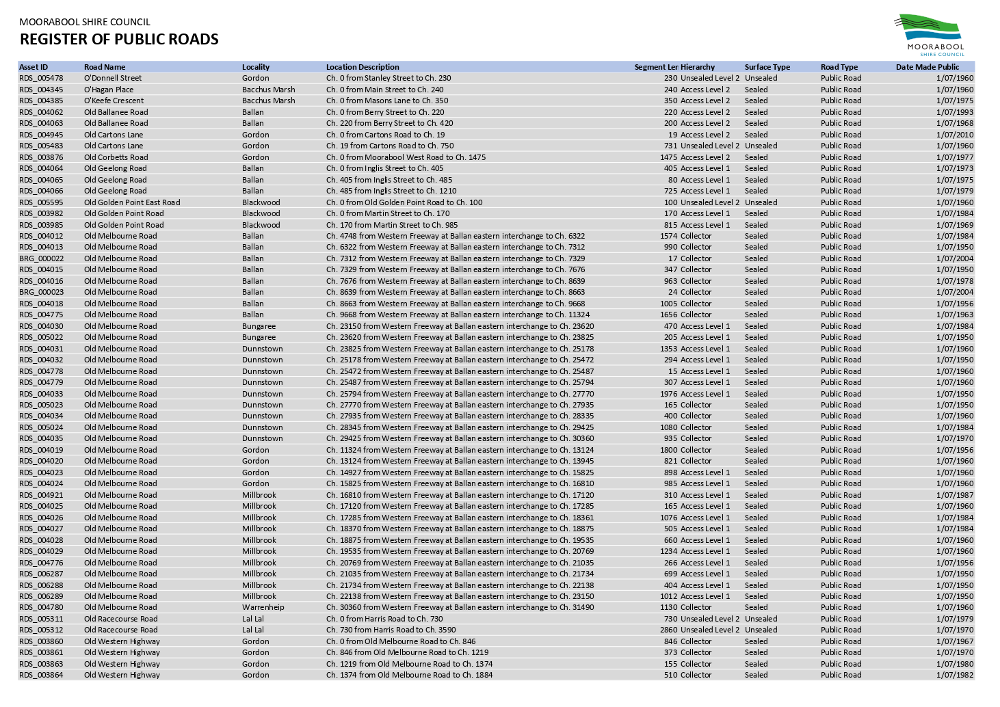 MOORABOOL SHIRE COUNCIL
REGISTER OF PUBLIC ROADS
MOORABOOL
SHIRE COUNCIL
Asset ID Road Name Locality Location Description Segment Len Hierarchy Surface Type Road Type Date Made Public
RDS_005478 O'Donnell Street Gordon Ch. 0 from Stanley Street to Ch. 230 230 Unsealed Level 2 Unsealed Public Road 1/07/1960
RDS_004345 O'Hagan Place Bacchus Marsh Ch. 0 from Main Street to Ch. 240 240 Access Level 2 Sealed Public Road 1/07/1960
RDS_004385 O'Keefe Crescent Bacchus Marsh Ch. 0 from Masons Lane to Ch. 350 350 Access Level 2 Sealed Public Road 1/07/1975
RDS_004062 Old Ballanee Road Ballan Ch. 0 from Berry Street to Ch. 220 220 Access Level 2 Sealed Public Road 1/07/1993
RDS_004063 Old Ballanee Road Ballan Ch. 220 from Berry Street to Ch. 420 200 Access Level 2 Sealed Public Road 1/07/1968
RDS_004945 Old Cartons Lane Gordon Ch. 0 from Cartons Road to Ch. 19 19 Access Level 2 Sealed Public Road 1/07/2010
RDS_005483 Old Cartons Lane Gordon Ch. 19 from Cartons Road to Ch. 750 731 Unsealed Level 2 Unsealed Public Road 1/07/1960
RDS_003876 Old Corbetts Road Gordon Ch. 0 from Moorabool West Road to Ch. 1475 1475 Access Level 2 Sealed Public Road 1/07/1977
RDS_004064 Old Geelong Road Ballan Ch. 0 from Inglis Street to Ch. 405 405 Access Level 1 Sealed Public Road 1/07/1973
RDS_004065 Old Geelong Road Ballan Ch. 405 from Inglis Street to Ch. 485 80 Access Level 1 Sealed Public Road 1/07/1975
RDS_004066 Old Geelong Road Ballan Ch. 485 from Inglis Street to Ch. 1210 725 Access Level 1 Sealed Public Road 1/07/1979
RDS_005595 Old Golden Point East Road Blackwood Ch. 0 from Old Golden Point Road to Ch. 100 100 Unsealed Level 2 Unsealed Public Road 1/07/1960
RDS_003982 Old Golden Point Road Blackwood Ch. 0 from Martin Street to Ch. 170 170 Access Level 1 Sealed Public Road 1/07/1984
RDS_003985 Old Golden Point Road Blackwood Ch. 170 from Martin Street to Ch. 985 815 Access Level 1 Sealed Public Road 1/07/1969
RDS_004012 Old Melbourne Road Ballan Ch. 4748 from Western Freeway at Ballan eastern interchange to Ch. 6322 1574 Collector Sealed Public Road 1/07/1984
RDS_004013 Old Melbourne Road Ballan Ch. 6322 from Western Freeway at Ballan eastern interchange to Ch. 7312 990 Collector Sealed Public Road 1/07/1950
BRG_000022 Old Melbourne Road Ballan Ch. 7312 from Western Freeway at Ballan eastern interchange to Ch. 7329 17 Collector Sealed Public Road 1/07/2004
RDS_004015 Old Melbourne Road Ballan Ch. 7329 from Western Freeway at Ballan eastern interchange to Ch. 7676 347 Collector Sealed Public Road 1/07/1950
RDS_004016 Old Melbourne Road Ballan Ch. 7676 from Western Freeway at Ballan eastern interchange to Ch. 8639 963 Collector Sealed Public Road 1/07/1978
BRG_000023 Old Melbourne Road Ballan Ch. 8639 from Western Freeway at Ballan eastern interchange to Ch. 8663 24 Collector Sealed Public Road 1/07/2004
RDS_004018 Old Melbourne Road Ballan Ch. 8663 from Western Freeway at Ballan eastern interchange to Ch. 9668 1005 Collector Sealed Public Road 1/07/1956
RDS_004775 Old Melbourne Road Ballan Ch. 9668 from Western Freeway at Ballan eastern interchange to Ch. 11324 1656 Collector Sealed Public Road 1/07/1963
RDS_004030 Old Melbourne Road Bungaree Ch. 23150 from Western Freeway at Ballan eastern interchange to Ch. 23620 470 Access Level 1 Sealed Public Road 1/07/1984
RDS_005022 Old Melbourne Road Bungaree Ch. 23620 from Western Freeway at Ballan eastern interchange to Ch. 23825 205 Access Level 1 Sealed Public Road 1/07/1950
RDS_004031 Old Melbourne Road Dunnstown Ch. 23825 from Western Freeway at Ballan eastern interchange to Ch. 25178 1353 Access Level 1 Sealed Public Road 1/07/1960
RDS_004032 Old Melbourne Road Dunnstown Ch. 25178 from Western Freeway at Ballan eastern interchange to Ch. 25472 294 Access Level 1 Sealed Public Road 1/07/1950
RDS_004778 Old Melbourne Road Dunnstown Ch. 25472 from Western Freeway at Ballan eastern interchange to Ch. 25487 15 Access Level 1 Sealed Public Road 1/07/1960
RDS_004779 Old Melbourne Road Dunnstown Ch. 25487 from Western Freeway at Ballan eastern interchange to Ch. 25794 307 Access Level 1 Sealed Public Road 1/07/1960
RDS_004033 Old Melbourne Road Dunnstown Ch. 25794 from Western Freeway at Ballan eastern interchange to Ch. 27770 1976 Access Level 1 Sealed Public Road 1/07/1950
RDS_005023 Old Melbourne Road Dunnstown Ch. 27770 from Western Freeway at Ballan eastern interchange to Ch. 27935 165 Collector Sealed Public Road 1/07/1950
RDS_004034 Old Melbourne Road Dunnstown Ch. 27935 from Western Freeway at Ballan eastern interchange to Ch. 28335 400 Collector Sealed Public Road 1/07/1960
RDS_005024 Old Melbourne Road Dunnstown Ch. 28345 from Western Freeway at Ballan eastern interchange to Ch. 29425 1080 Collector Sealed Public Road 1/07/1984
RDS_004035 Old Melbourne Road Dunnstown Ch. 29425 from Western Freeway at Ballan eastern interchange to Ch. 30360 935 Collector Sealed Public Road 1/07/1970
RDS_004019 Old Melbourne Road Gordon Ch. 11324 from Western Freeway at Ballan eastern interchange to Ch. 13124 1800 Collector Sealed Public Road 1/07/1956
RDS_004020 Old Melbourne Road Gordon Ch. 13124 from Western Freeway at Ballan eastern interchange to Ch. 13945 821 Collector Sealed Public Road 1/07/1960
RDS_004023 Old Melbourne Road Gordon Ch. 14927 from Western Freeway at Ballan eastern interchange to Ch. 15825 898 Access Level 1 Sealed Public Road 1/07/1960
RDS_004024 Old Melbourne Road Gordon Ch. 15825 from Western Freeway at Ballan eastern interchange to Ch. 16810 985 Access Level 1 Sealed Public Road 1/07/1960
RDS_004921 Old Melbourne Road Millbrook Ch. 16810 from Western Freeway at Ballan eastern interchange to Ch. 17120 310 Access Level 1 Sealed Public Road 1/07/1987
RDS_004025 Old Melbourne Road Millbrook Ch. 17120 from Western Freeway at Ballan eastern interchange to Ch. 17285 165 Access Level 1 Sealed Public Road 1/07/1960
RDS_004026 Old Melbourne Road Millbrook Ch. 17285 from Western Freeway at Ballan eastern interchange to Ch. 18361 1076 Access Level 1 Sealed Public Road 1/07/1984
RDS_004027 Old Melbourne Road Millbrook Ch. 18370 from Western Freeway at Ballan eastern interchange to Ch. 18875 505 Access Level 1 Sealed Public Road 1/07/1984
RDS_004028 Old Melbourne Road Millbrook Ch. 18875 from Western Freeway at Ballan eastern interchange to Ch. 19535 660 Access Level 1 Sealed Public Road 1/07/1960
RDS_004029 Old Melbourne Road Millbrook Ch. 19535 from Western Freeway at Ballan eastern interchange to Ch. 20769 1234 Access Level 1 Sealed Public Road 1/07/1960
RDS_004776 Old Melbourne Road Millbrook Ch. 20769 from Western Freeway at Ballan eastern interchange to Ch. 21035 266 Access Level 1 Sealed Public Road 1/07/1956
RDS_006287 Old Melbourne Road Millbrook Ch. 21035 from Western Freeway at Ballan eastern interchange to Ch. 21734 699 Access Level 1 Sealed Public Road 1/07/1950
RDS_006288 Old Melbourne Road Millbrook Ch. 21734 from Western Freeway at Ballan eastern interchange to Ch. 22138 404 Access Level 1 Sealed Public Road 1/07/1950
RDS_006289 Old Melbourne Road Millbrook Ch. 22138 from Western Freeway at Ballan eastern interchange to Ch. 23150 1012 Access Level 1 Sealed Public Road 1/07/1950
RDS_004780 Old Melbourne Road Warrenheip Ch. 30360 from Western Freeway at Ballan eastern interchange to Ch. 31490 1130 Collector Sealed Public Road 1/07/1960
RDS_005311 Old Racecourse Road Lal Lal Ch. 0 from Harris Road to Ch. 730 730 Unsealed Level 2 Unsealed Public Road 1/07/1979
RDS_005312 Old Racecourse Road Lal Lal Ch. 730 from Harris Road to Ch. 3590 2860 Unsealed Level 2 Unsealed Public Road 1/07/1970
RDS_003860 Old Western Highway Gordon Ch. 0 from Old Melbourne Road to Ch. 846 846 Collector Sealed Public Road 1/07/1967
RDS_003861 Old Western Highway Gordon Ch. 846 from Old Melbourne Road to Ch. 1219 373 Collector Sealed Public Road 1/07/1970
RDS_003863 Old Western Highway Gordon Ch. 1219 from Old Melbourne Road to Ch. 1374 155 Collector Sealed Public Road 1/07/1980
RDS_003864 Old Western Highway Gordon Ch. 1374 from Old Melbourne Road to Ch. 1884 510 Collector Sealed Public Road 1/07/1982